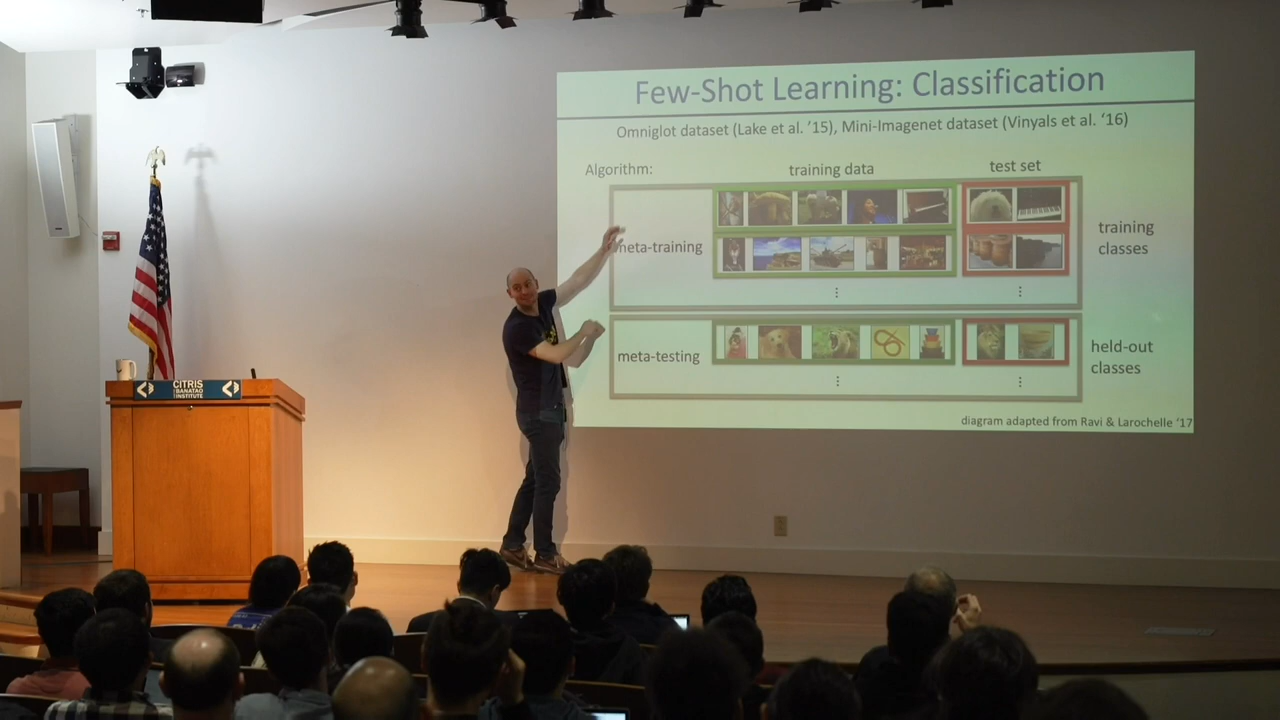 Few-Shot Learning: Classification
Omniglot dataset (Lake et al. ’15), Mini-Imagenet dataset (Vinyals et al. ‘16)
Algorithm:
training data
test set
meta-training
training
classes
meta-testing
held-out
classes
diagram adapted from Ravi & Larochelle ‘17
CITRIS
BANATAO
INSTITUTE